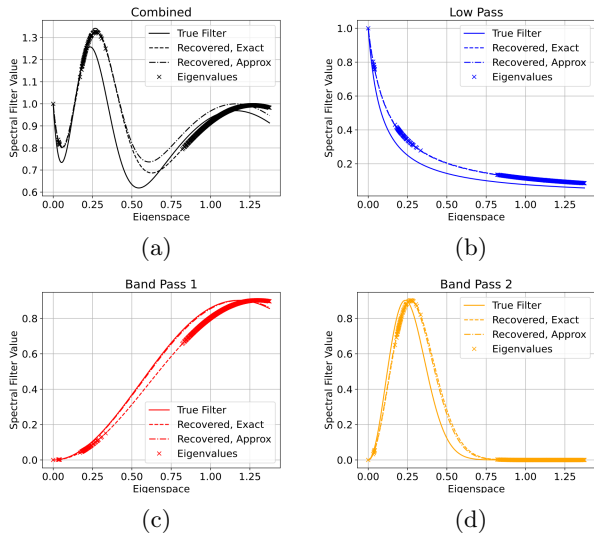 Combined
Spectral Filter Value
1.3
1.2
1.1
1.0
0.9
0.8
0.7
0.6
True Filter
Recovered, Exact
Recovered, Approx
Eigenvalues
0.00 0.25 0.50 0.75 1.00 1.25
Eigenspace
(a)
Low Pass
Spectral Filter Value
1.0
0.8
0.6
0.4
0.2
True Filter
Recovered, Exact
Recovered, Approx
Eigenvalues
0.00 0.25 0.50 0.75 1.00 1.25
Eigenspace
(b)
Band Pass 1
Spectral Filter Value
0.8
0.6
0.4
0.2
0.0
True Filter
Recovered, Exact
Recovered, Approx
Eigenvalues
0.00 0.25 0.50 0.75 1.00 1.25
Eigenspace
(c)
Band Pass 2
Spectral Filter Value
0.8
0.6
0.4
0.2
0.0
True Filter
Recovered, Exact
Recovered, Approx
Eigenvalues
0.00 0.25 0.50 0.75 1.00 1.25
Eigenspace
(d)